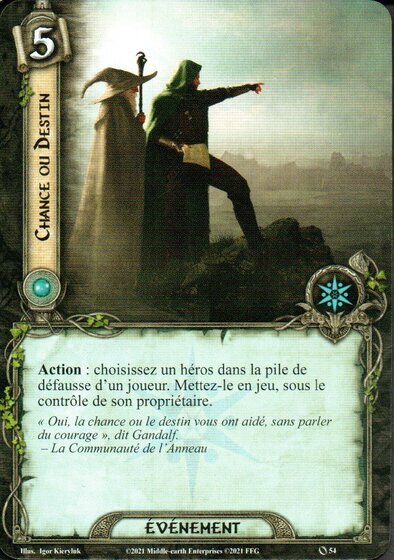 5
CHANCE OU DESTIN
Action : choisissez un héros dans la pile de
défausse d'un joueur. Mettez-le en jeu, sous le
contrôle de son propriétaire.
« Oui, la chance ou le destin vous ont aidé, sans parler
du courage », dit Gandalf.
– La Communauté de l'Anneau
ÉVÉNEMENT
Illus. Igor Kieryluk
©2021 Middle-earth Enterprises ©2021 FFG
54